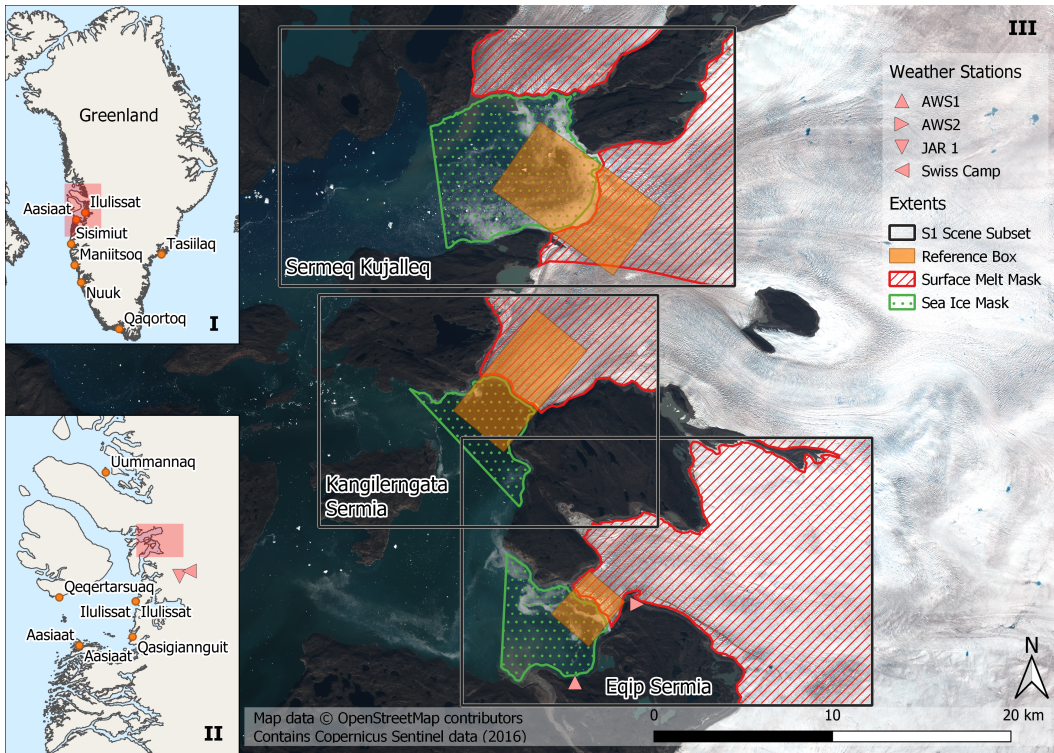 Greenland
Ilulissat
Aasiaat
Sisimiut
Maniitsoq
Tasiilaq
Nuuk
Qaqortoq
I
Uummannaq
Qeqertarsuaq
Ilulissat
Ilulissat
Aasiaat
Aasiaat
Qasigiannguit
II
III
Weather Stations
AWS1
AWS2
JAR 1
Swiss Camp
Extents
S1 Scene Subset
Reference Box
Surface Melt Mask
Sea Ice Mask
Sermeq Kujalleq
Kangilerngata
Sermia
Eqip Sermia
N
Map data © OpenStreetMap contributors
Contains Copernicus Sentinel data (2016)
0 10 20 km